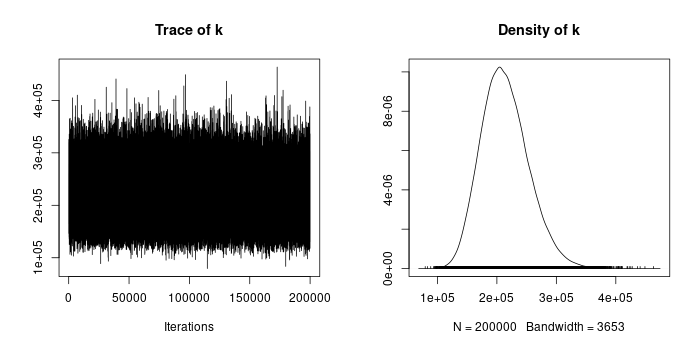 Trace of k
1e+05 2e+05 3e+05 4e+05
0 50000 100000 150000 200000
Iterations
Density of k
0e+00 4e-06 8e-06
1e+05 2e+05 3e+05 4e+05
N = 200000 Bandwidth = 3653